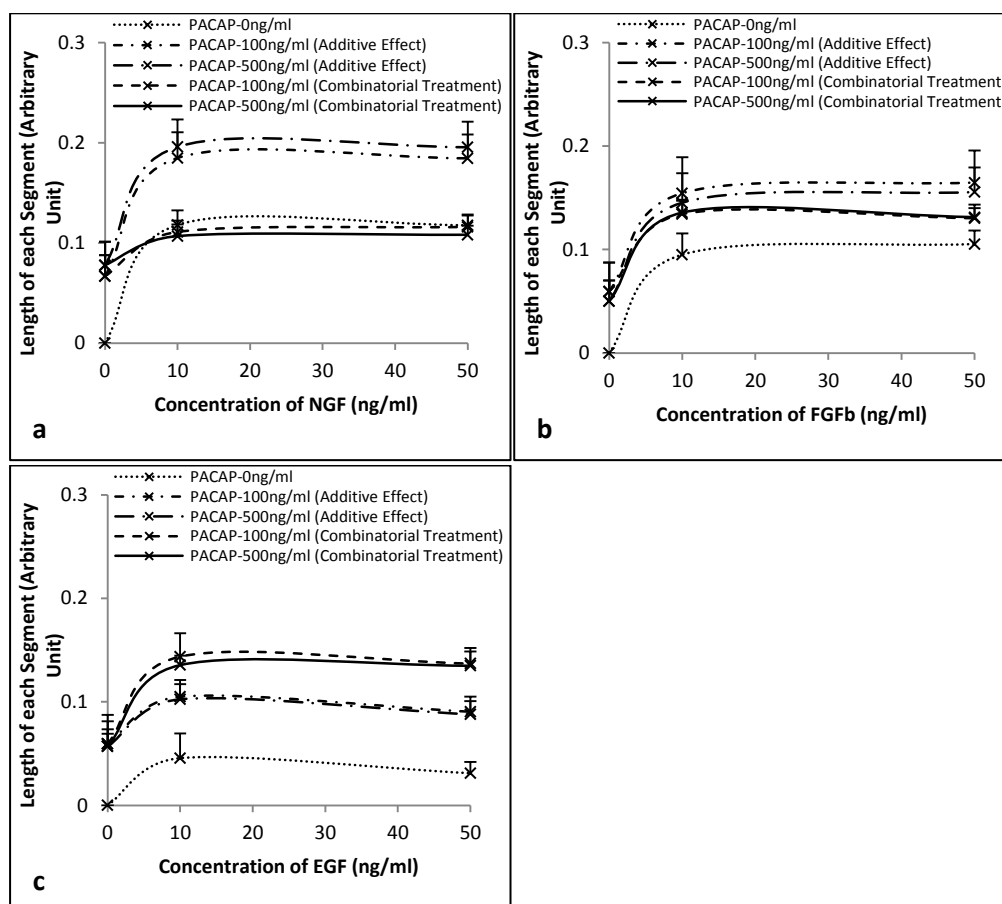 PACAP-0ng/ml
PACAP-100ng/ml (Additive Effect)
PACAP-500ng/ml (Additive Effect)
PACAP-100ng/ml (Combinatorial Treatment)
PACAP-500ng/ml (Combinatorial Treatment)
Length of each Segment (Arbitrary
Unit)
0.3
0.2
0.1
0
0 10 20 30 40 50
Concentration of NGF (ng/ml)
a
PACAP-0ng/ml
PACAP-100ng/ml (Additive Effect)
PACAP-500ng/ml (Additive Effect)
PACAP-100ng/ml (Combinatorial Treatment)
PACAP-500ng/ml (Combinatorial Treatment)
Length of each Segment (Arbitrary
Unit)
0.3
0.2
0.1
0
0 10 20 30 40 50
Concentration of FGFb (ng/ml)
b
PACAP-0ng/ml
PACAP-100ng/ml (Additive Effect)
PACAP-500ng/ml (Additive Effect)
PACAP-100ng/ml (Combinatorial Treatment)
PACAP-500ng/ml (Combinatorial Treatment)
Length of each Segment (Arbitrary
Unit)
0.3
0.2
0.1
0
0 10 20 30 40 50
Concentration of EGF (ng/ml)
c